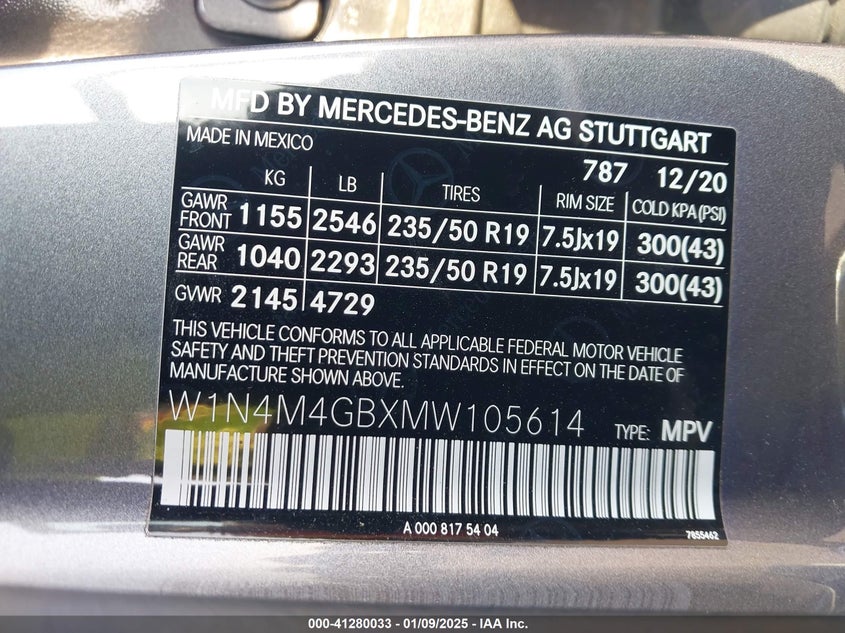 MFD BY MERCEDES-BENZ AG STUTTGART
MADE IN MEXICO
787 12/20
KG LB TIRES RIM SIZE COLD KPA(PSI)
GAWR FRONT 1155 2546 235/50 R19 7.5Jx19 300(43)
GAWR REAR 1040 2293 235/50 R19 7.5Jx19 300(43)
GVWR 2145 4729
THIS VEHICLE CONFORMS TO ALL APPLICABLE FEDERAL MOTOR VEHICLE
SAFETY AND THEFT PREVENTION STANDARDS IN EFFECT ON THE DATE OF
MANUFACTURE SHOWN ABOVE.
W1N4M4GBXMW105614 TYPE: MPV
A 000 817 54 04
7855462
000-41280033 - 01/09/2025 - IAA Inc.